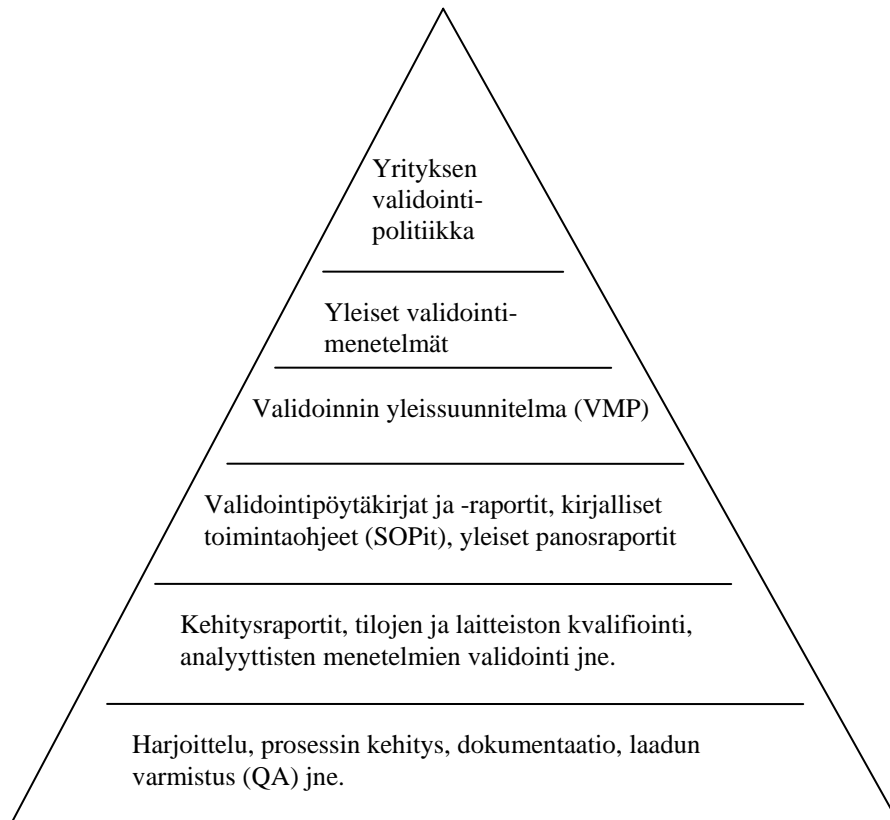 Yrityksen
validointi-
politiikka
Yleiset validointi-
menetelmät
Validoinnin yleissuunnitelma (VMP)
Validointipöytäkirjat ja -raportit, kirjalliset
toimintaohjeet (SOPit), yleiset panosraportit
Kehitysraportit, tilojen ja laitteiston kvalifiointi,
analyyttisten menetelmien validointi jne.
Harjoittelu, prosessin kehitys, dokumentaatio, laadun
varmistus (QA) jne.